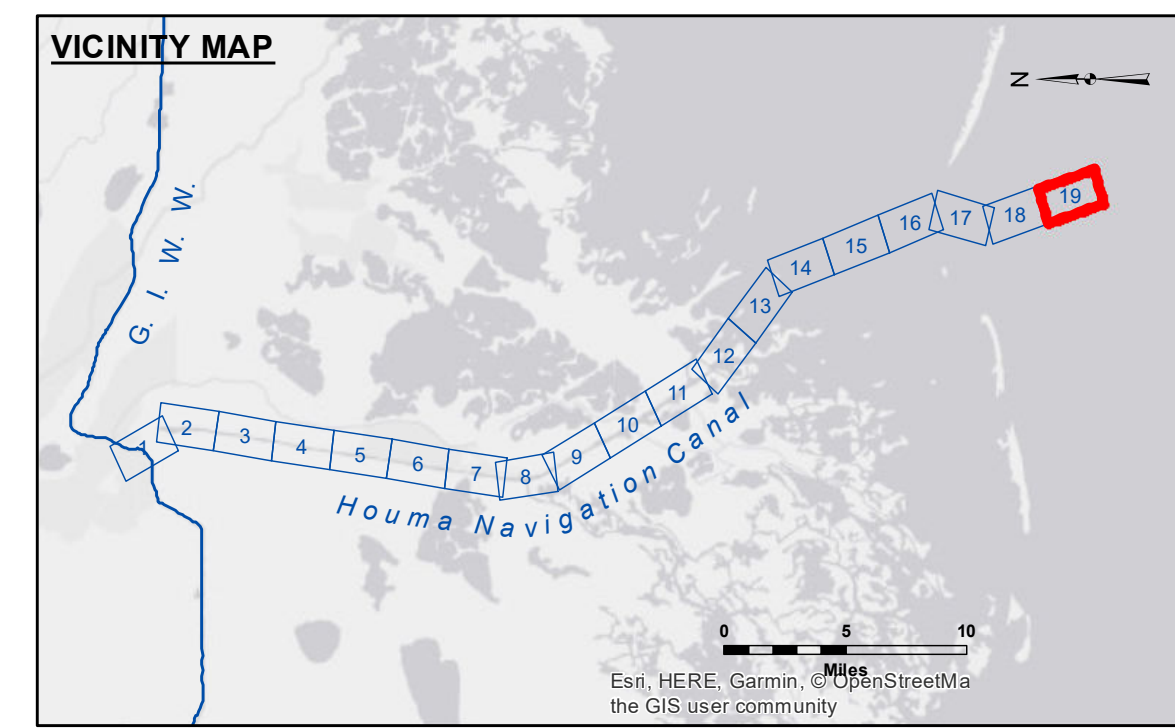 VICINITY MAP
N
G. I. W. W.
19
18
17
16
15
14
13
12
11
10
9
8
7
6
5
4
3
2
1
Houma Navigation Canal
0 5 10
Miles
Esri, HERE, Garmin, © OpenStreetMa
the GIS user community